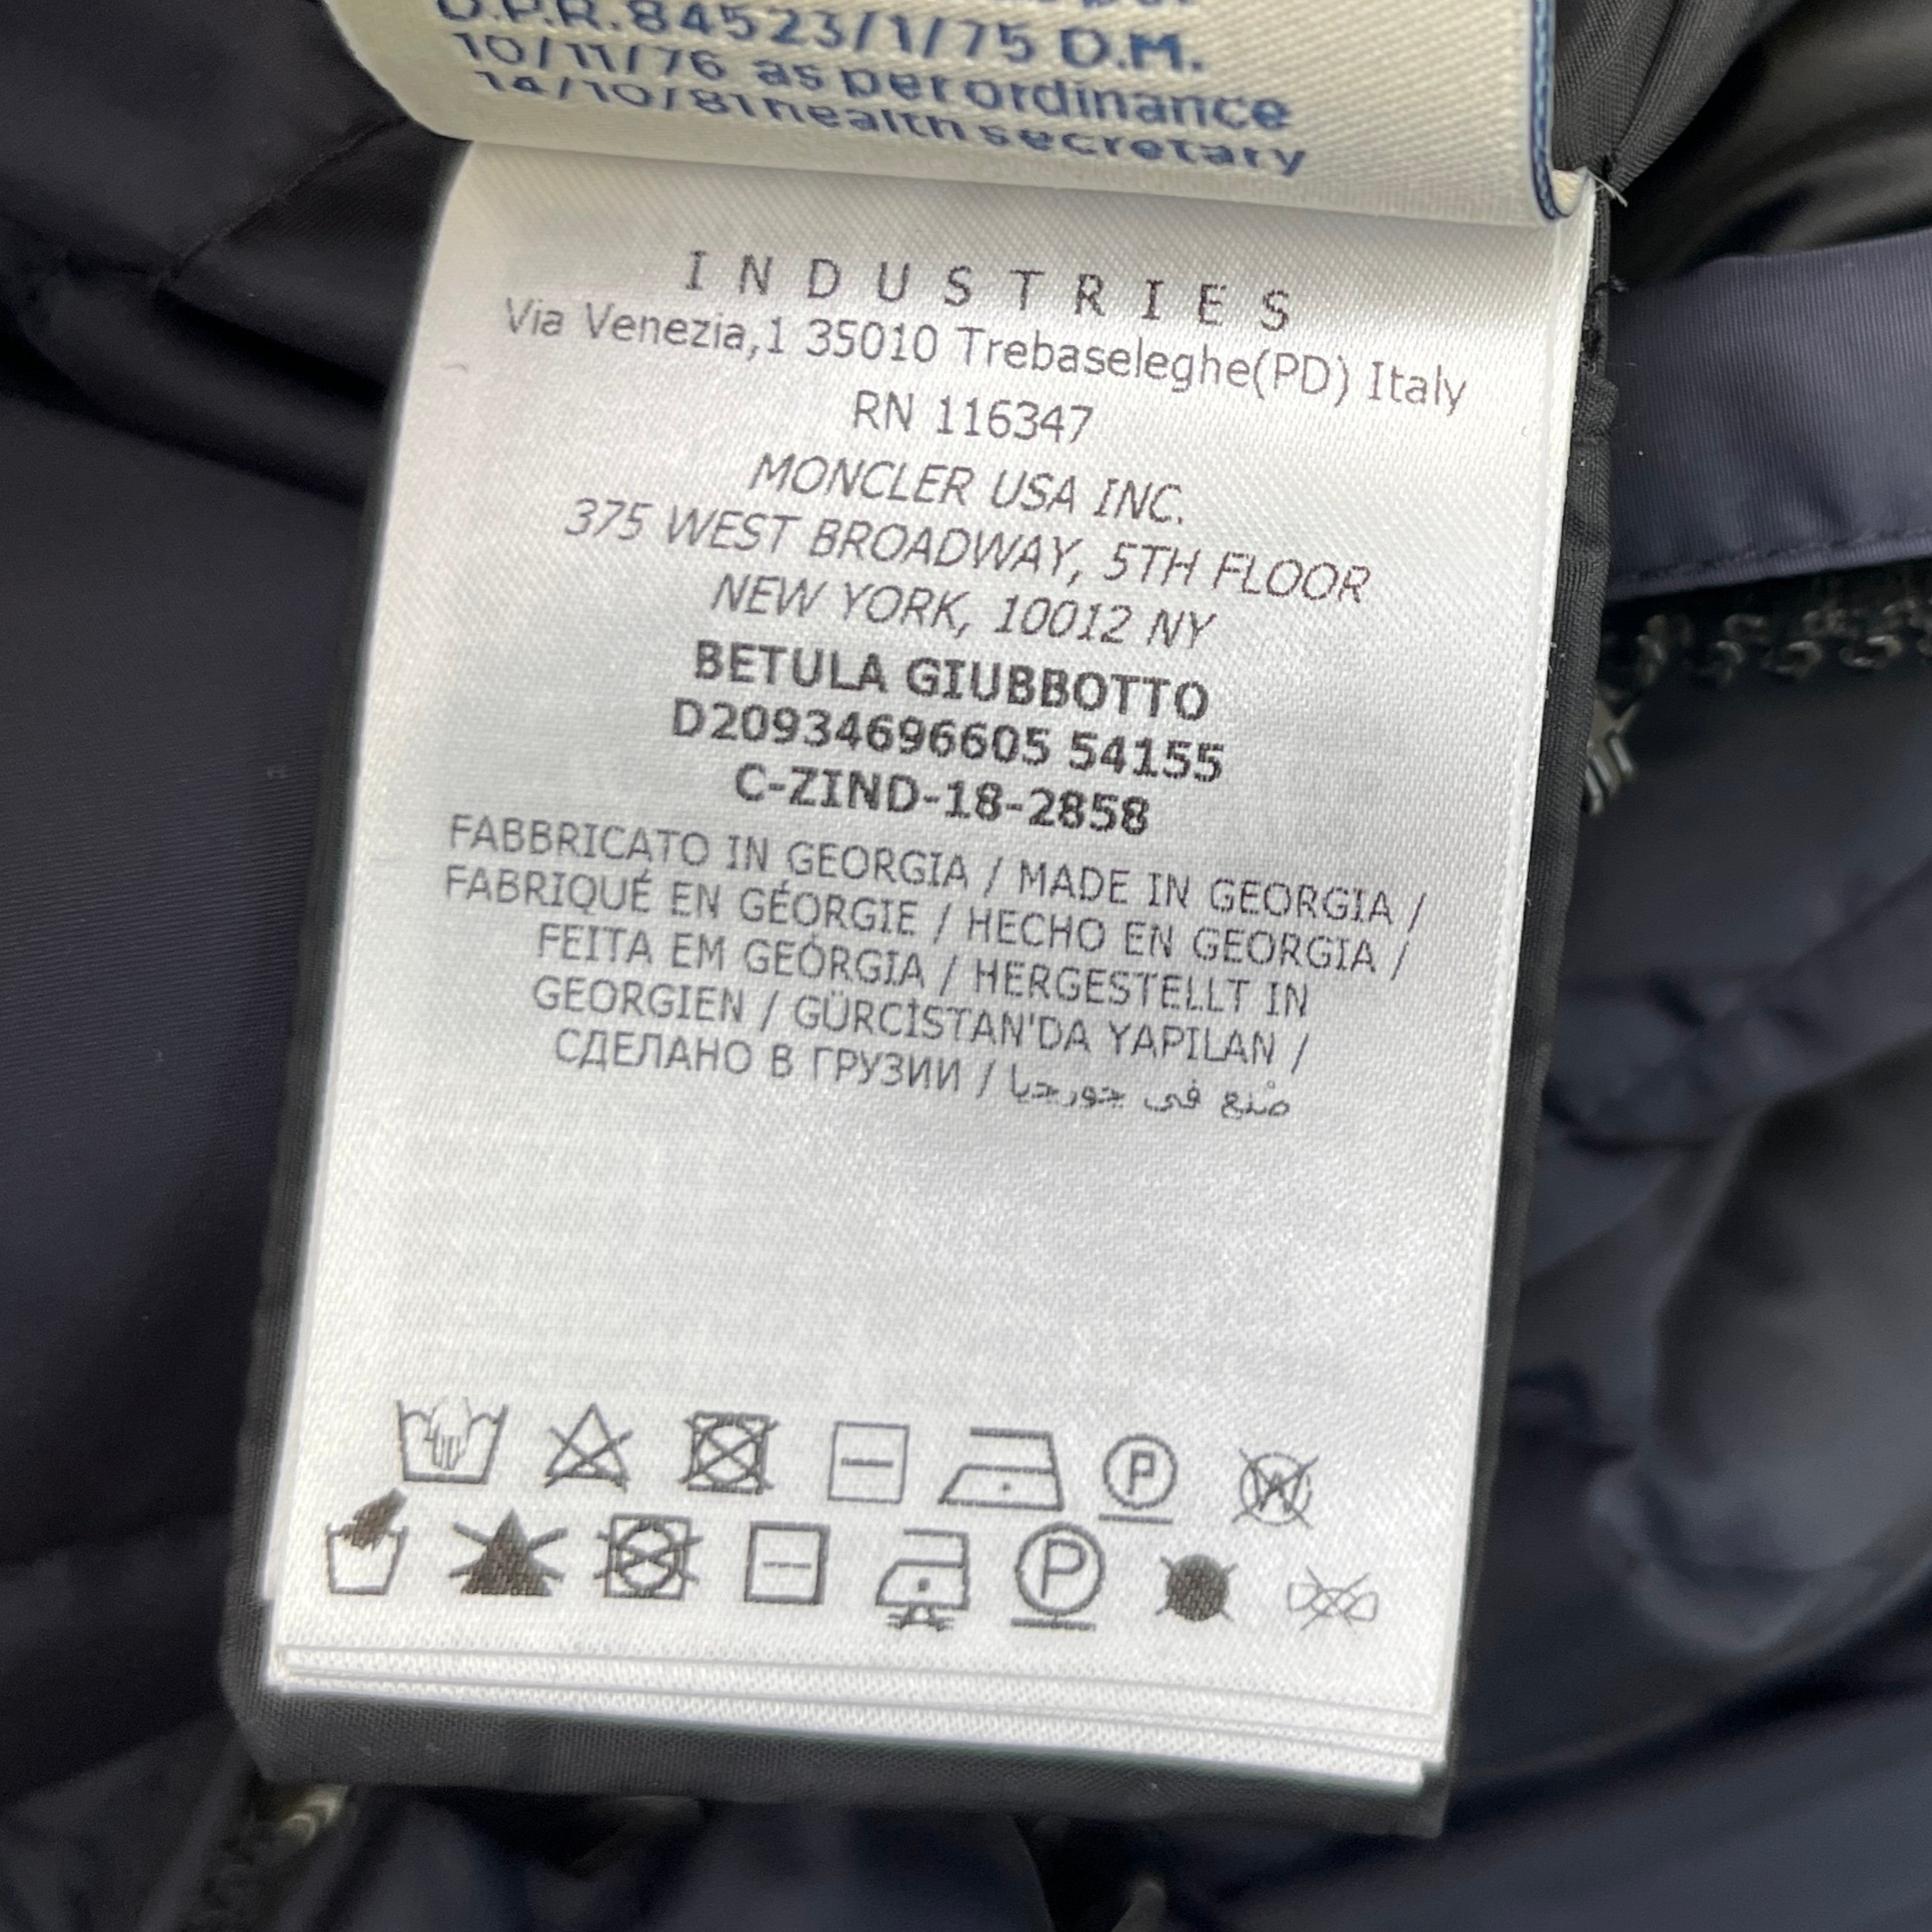 D.P.R.84523/1/75 D.M.
10/11/76 as per ordinance
14/10/81 health secretary
INDUSTRIES
Via Venezia,1 35010 Trebaseleghe(PD) Italy
RN 116347
MONCLER USA INC.
375 WEST BROADWAY, 5TH FLOOR
NEW YORK, 10012 NY
BETULA GIUBBOTTO
D20934696605 54155
C-ZIND-18-2858
FABBRICATO IN GEORGIA / MADE IN GEORGIA /
FABRIQUÉ EN GÉORGIE / HECHO EN GEORGIA /
FEITA EM GEÓRGIA / HERGESTELLT IN
GEORGIEN / GÜRCİSTAN'DA YAPILAN /
СДЕЛАНО В ГРУЗИИ / صُنع في جورجيا
P W
P